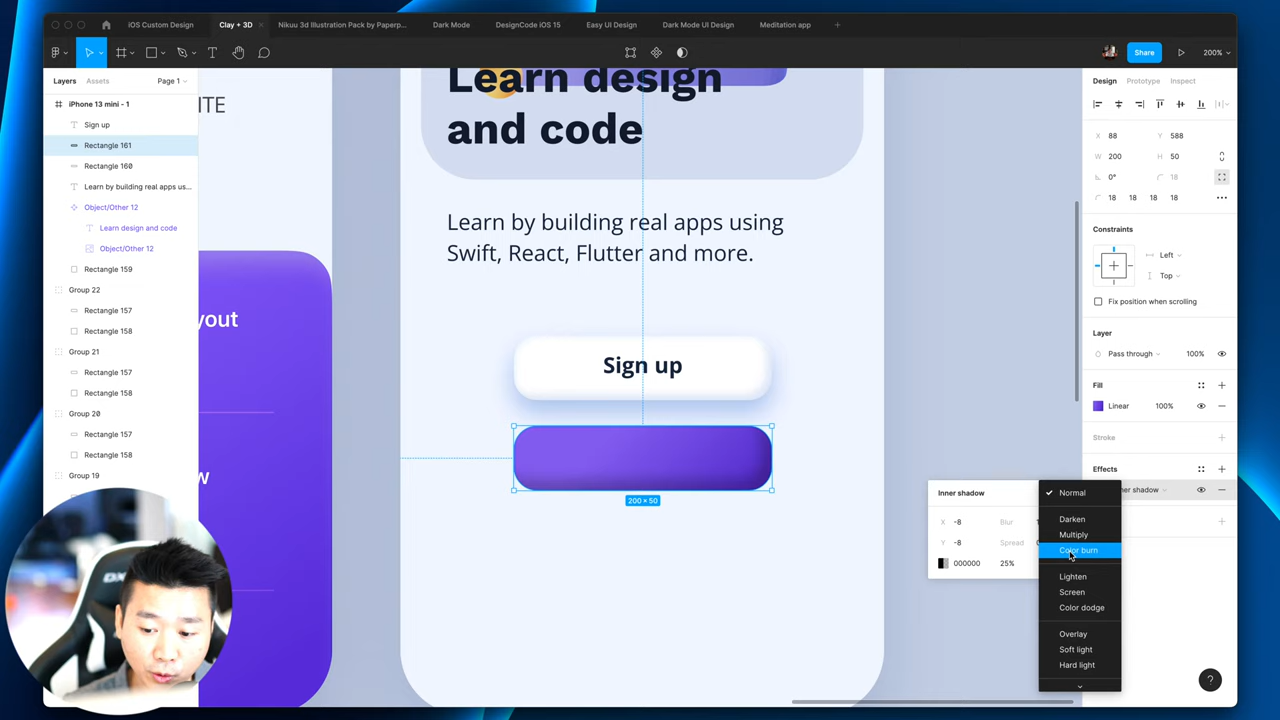 iOS Custom Design
Clay + 3D
Nikuu 3d Illustration Pack by Paperp...
Dark Mode
DesignCode iOS 15
Easy UI Design
Dark Mode UI Design
Meditation app
Share
200%
Layers
Assets
Page 1
iPhone 13 mini - 1
Sign up
Rectangle 161
Rectangle 160
Learn by building real apps us...
Object/Other 12
Learn design and code
Object/Other 12
Rectangle 159
Group 22
Rectangle 157
Rectangle 158
Group 21
Rectangle 157
Rectangle 158
Group 20
Rectangle 157
Rectangle 158
Group 19
Learn design
and code
Learn by building real apps using
Swift, React, Flutter and more.
Sign up
200 × 50
Design
Prototype
Inspect
X 88
Y 588
W 200
H 50
0°
18
18 18 18 18
Constraints
Left
Top
Fix position when scrolling
Layer
Pass through
100%
Fill
Linear
100%
Stroke
Effects
Inner shadow
X -8
Blur
Y -8
Spread
000000
25%
Normal
Darken
Multiply
Color burn
Lighten
Screen
Color dodge
Overlay
Soft light
Hard light
?